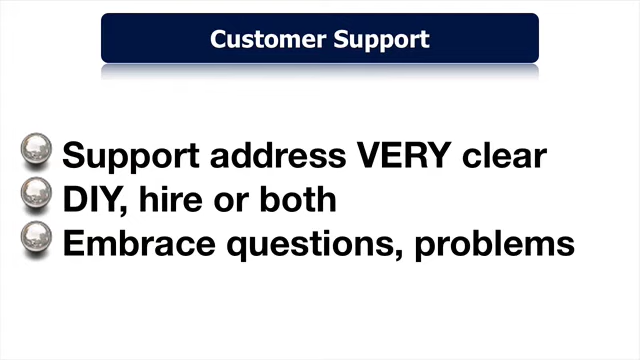 Customer Support
Support address VERY clear
DIY, hire or both
Embrace questions, problems